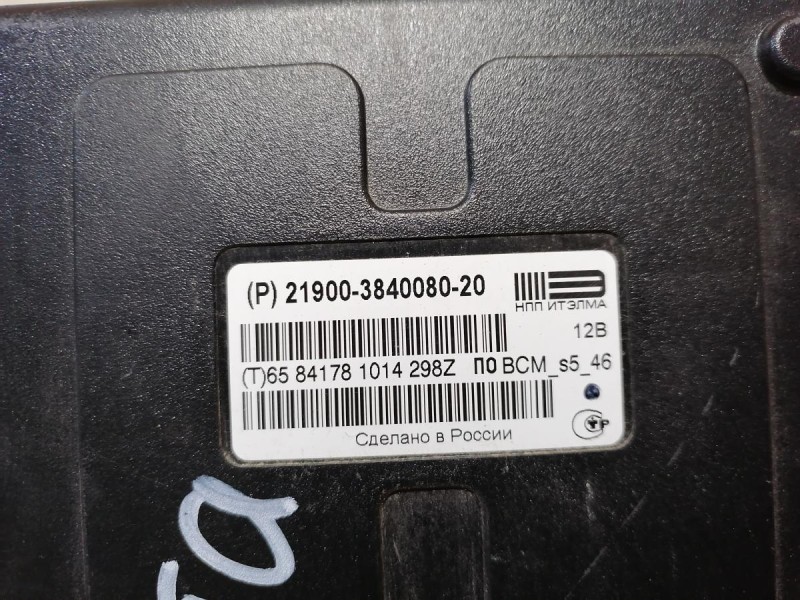 (P) 21900-3840080-20
НПП ИТЭЛМА
12В
(T)65 84178 1014 298Z ПО BCM_s5_46
Сделано в России